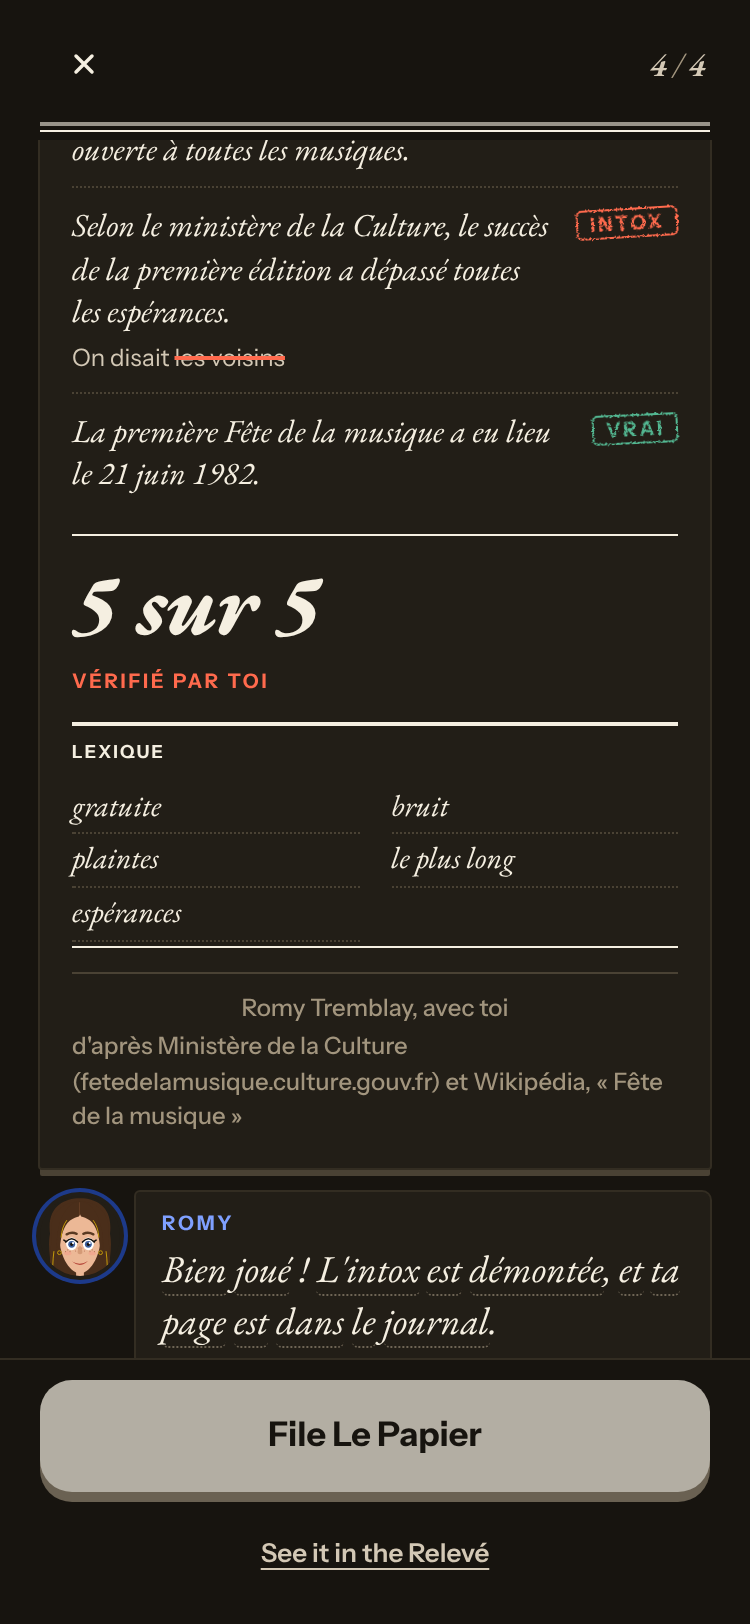 4/4
ouverte à toutes les musiques.
Selon le ministère de la Culture, le succès
INTOX
de la première édition a dépassé toutes
les espérances.
On disait les voisins
La première Fête de la musique a eu lieu
VRAI
le 21 juin 1982.
5 sur 5
VÉRIFIÉ PAR TOI
LEXIQUE
gratuite
bruit
plaintes
le plus long
espérances
Romy Tremblay, avec toi
d'après Ministère de la Culture
(fetedelamusique.culture.gouv.fr) et Wikipédia, « Fête
de la musique »
ROMY
Bien joué ! L'intox est démontée, et ta
page est dans le journal.
File Le Papier
See it in the Relevé